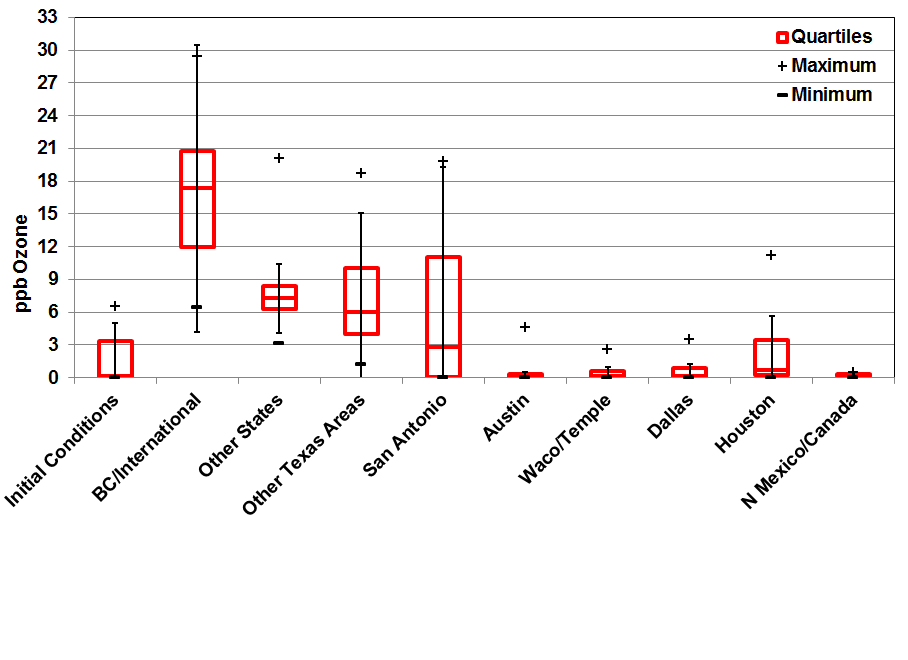 33
30
27
24
21
18
15
12
9
6
3
0
ppb Ozone
Quartiles
Maximum
Minimum
Initial Conditions
BC/International
Other States
Other Texas Areas
San Antonio
Austin
Waco/Temple
Dallas
Houston
N Mexico/Canada